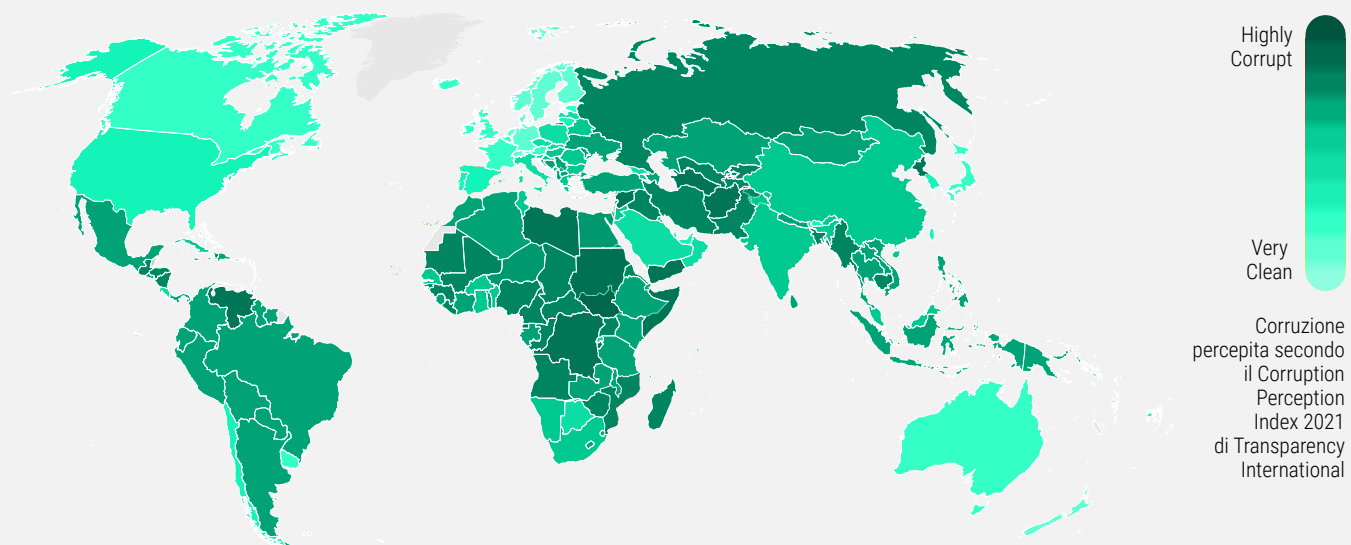 Highly
Corrupt
Very
Clean
Corruzione
percepita secondo
il Corruption
Perception
Index 2021
di Transparency
International